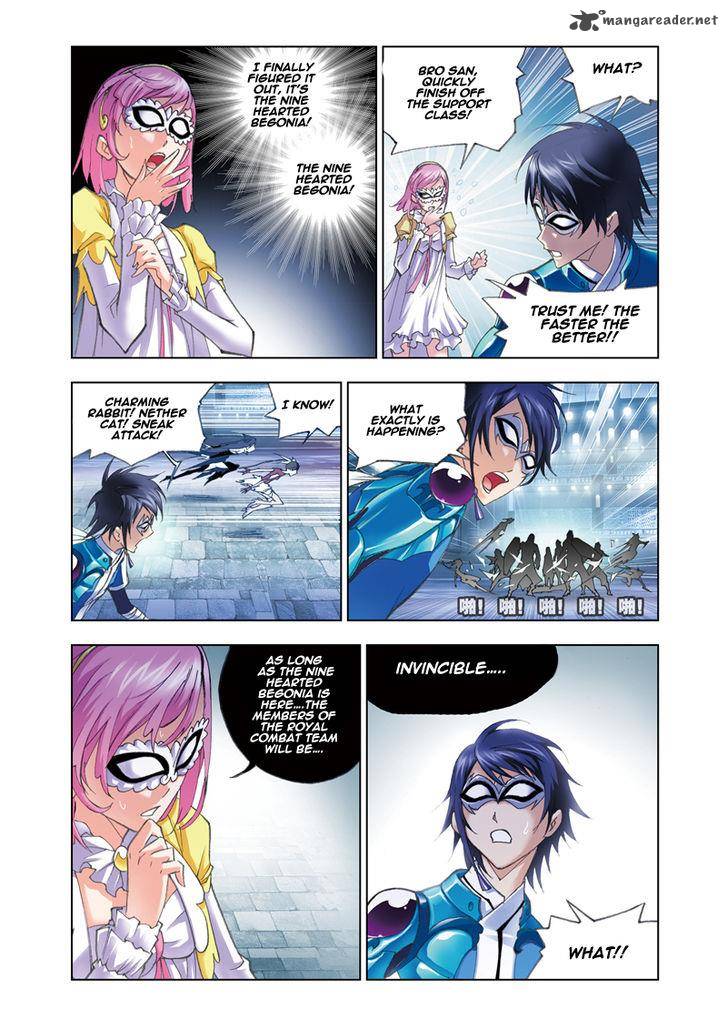 mangareader.net
I FINALLY
FIGURED IT
OUT, IT'S
THE NINE
HEARTED
BEGONIA!
THE NINE
HEARTED
BEGONIA!
BRO SAN,
QUICKLY
FINISH OFF
THE SUPPORT
CLASS!
WHAT?
TRUST ME! THE
FASTER THE
BETTER!!
CHARMING
RABBIT! NETHER
CAT! SNEAK
ATTACK!
I KNOW!
WHAT
EXACTLY IS
HAPPENING?
啪! 啪! 啪! 啪! 啪!
AS LONG
AS THE NINE
HEARTED
BEGONIA IS
HERE....THE
MEMBERS OF
THE ROYAL
COMBAT TEAM
WILL BE....
INVINCIBLE.....
WHAT!!